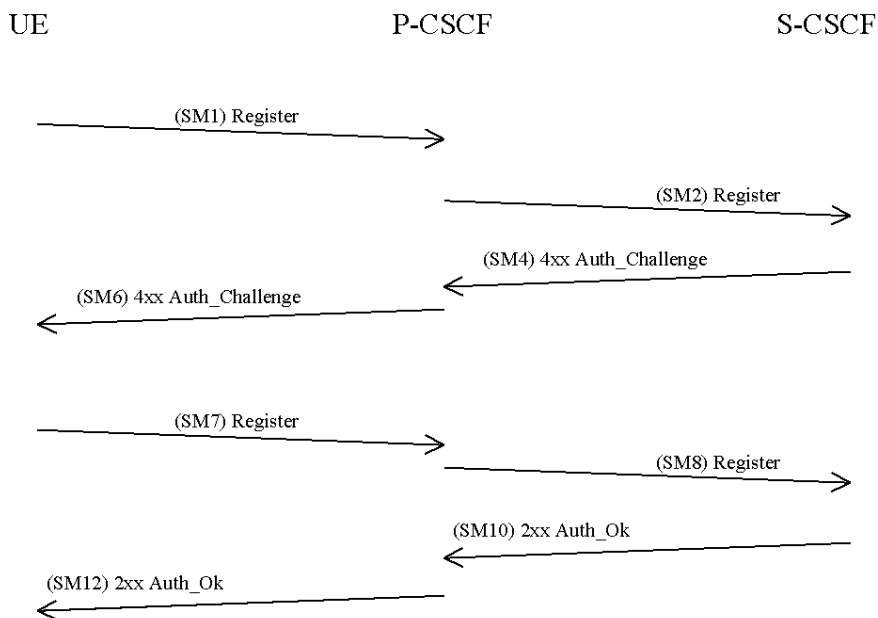 UE P-CSCF S-CSCF
(SM1) Register
(SM2) Register
(SM4) 4xx Auth_Challenge
(SM6) 4xx Auth_Challenge
(SM7) Register
(SM8) Register
(SM10) 2xx Auth_Ok
(SM12) 2xx Auth_Ok